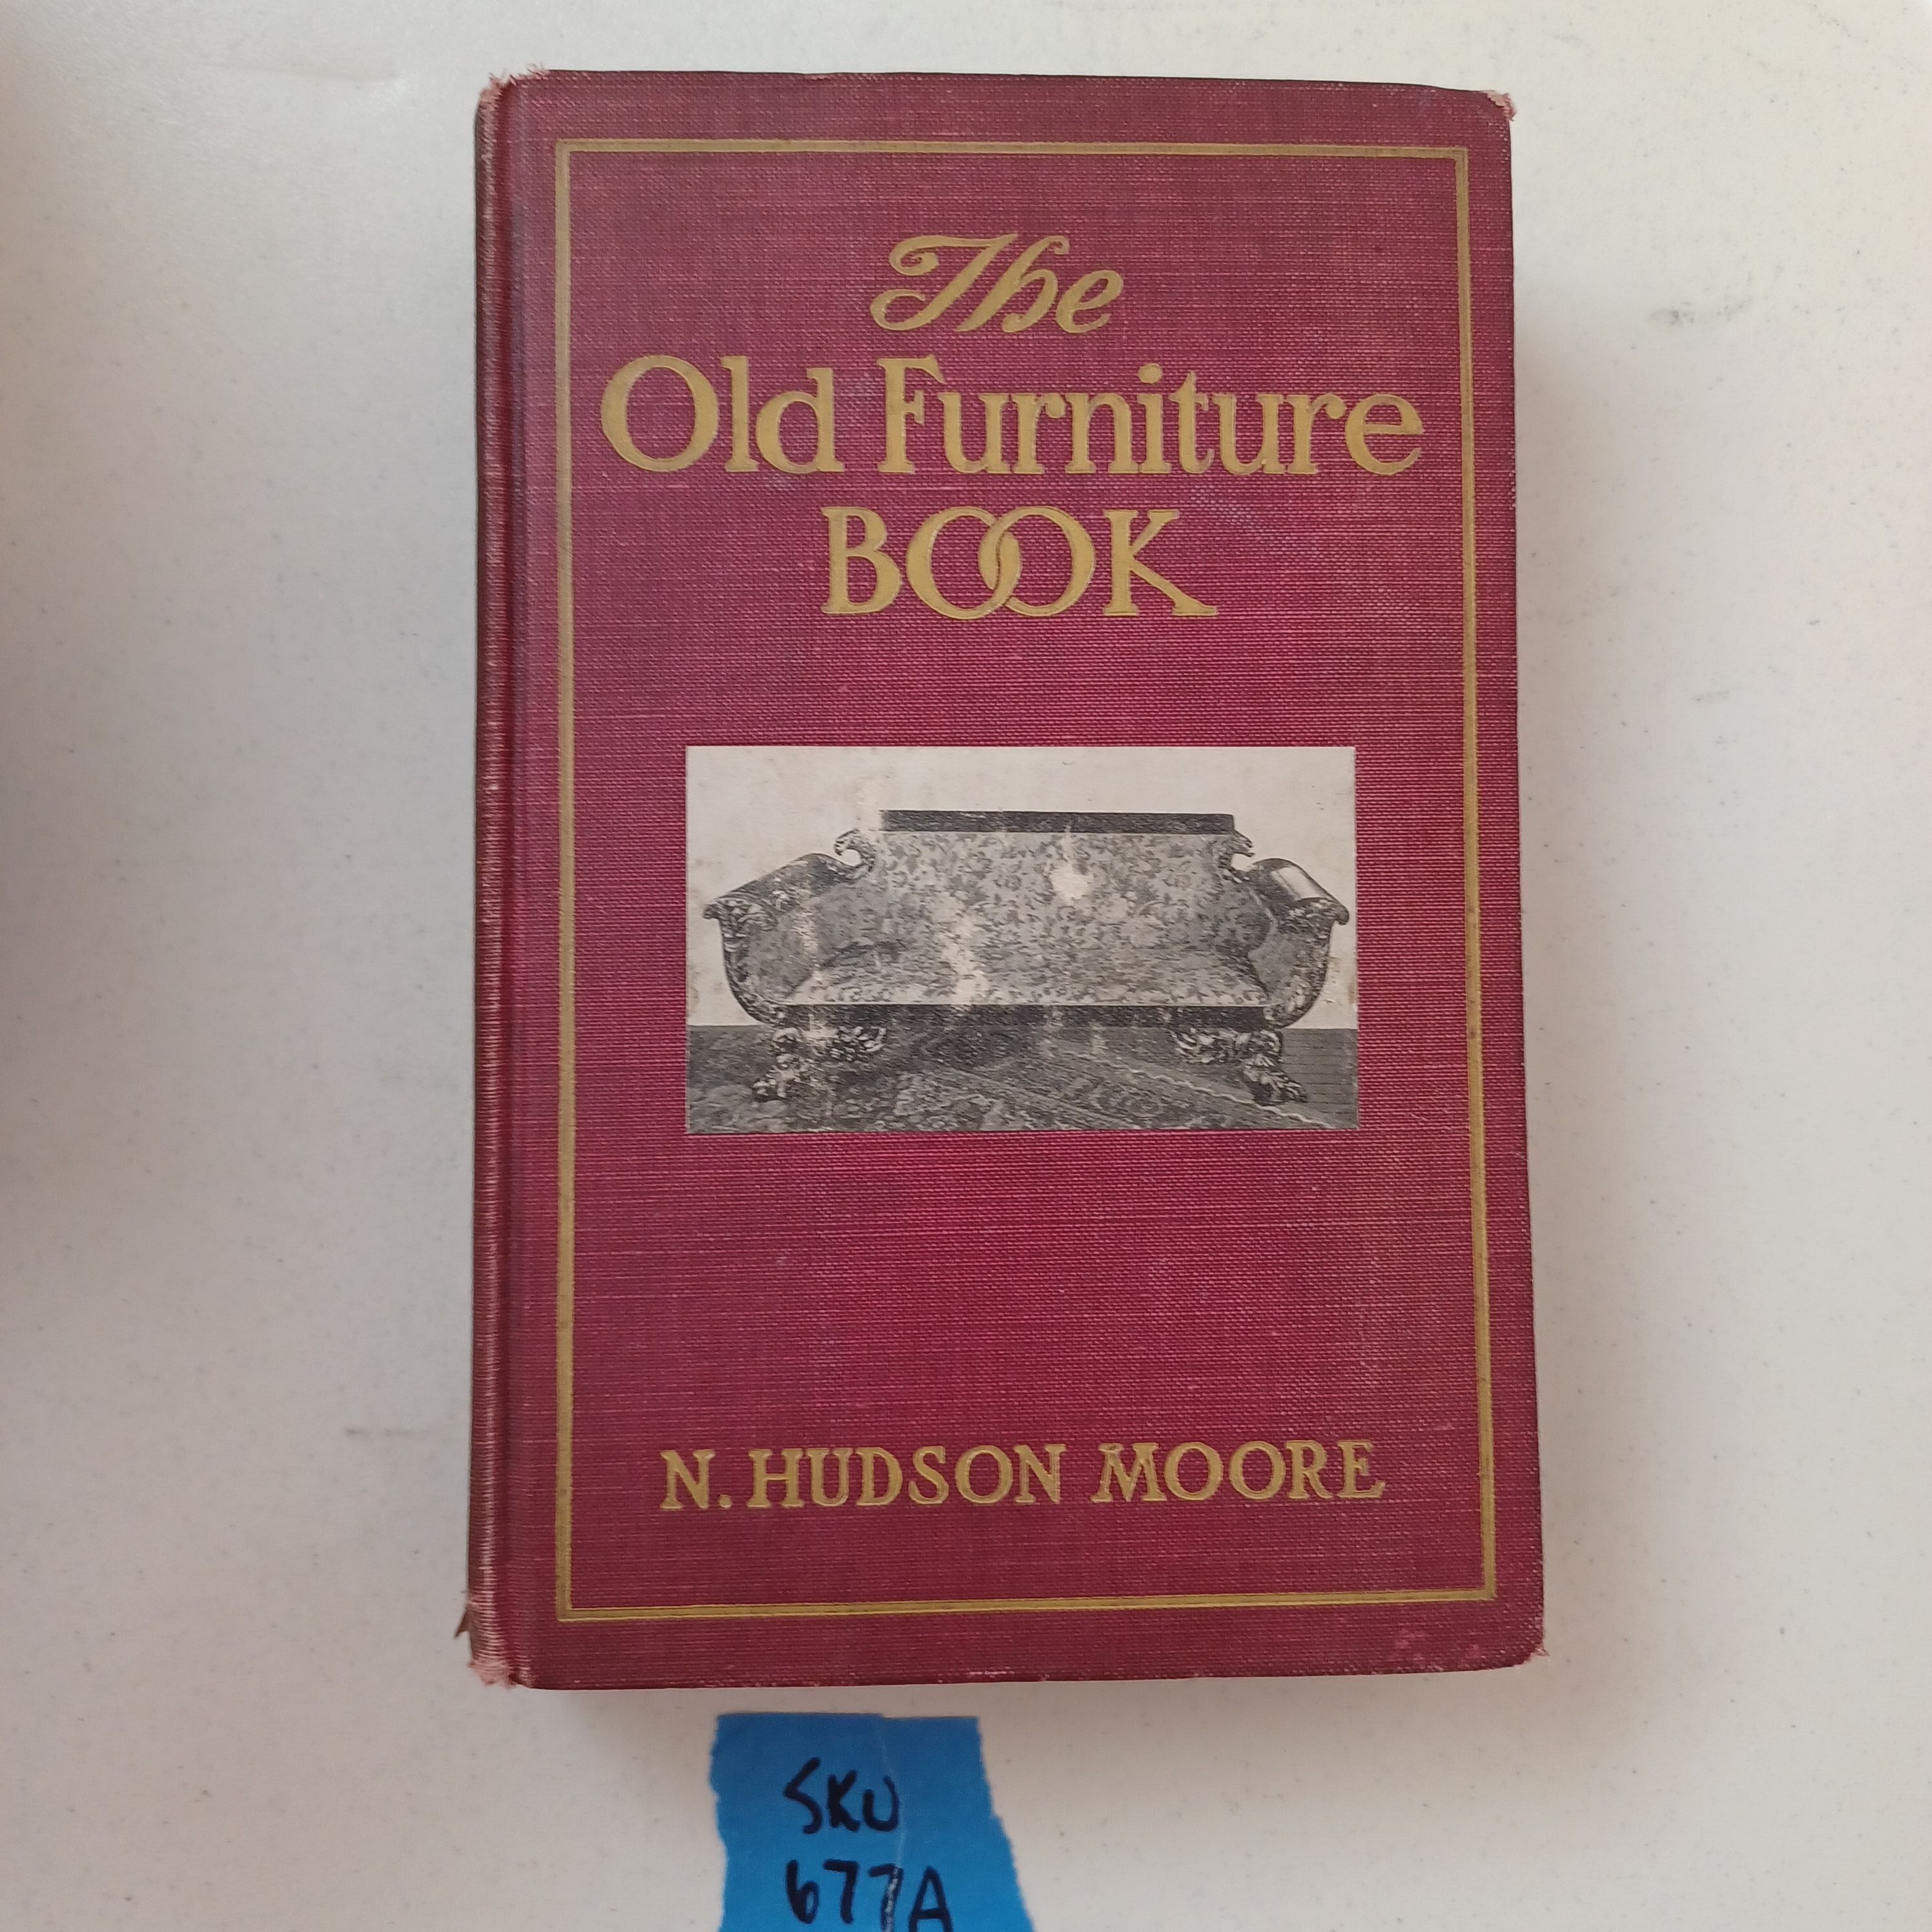 The
Old Furniture
BOOK
N. HUDSON MOORE
SKU
677A